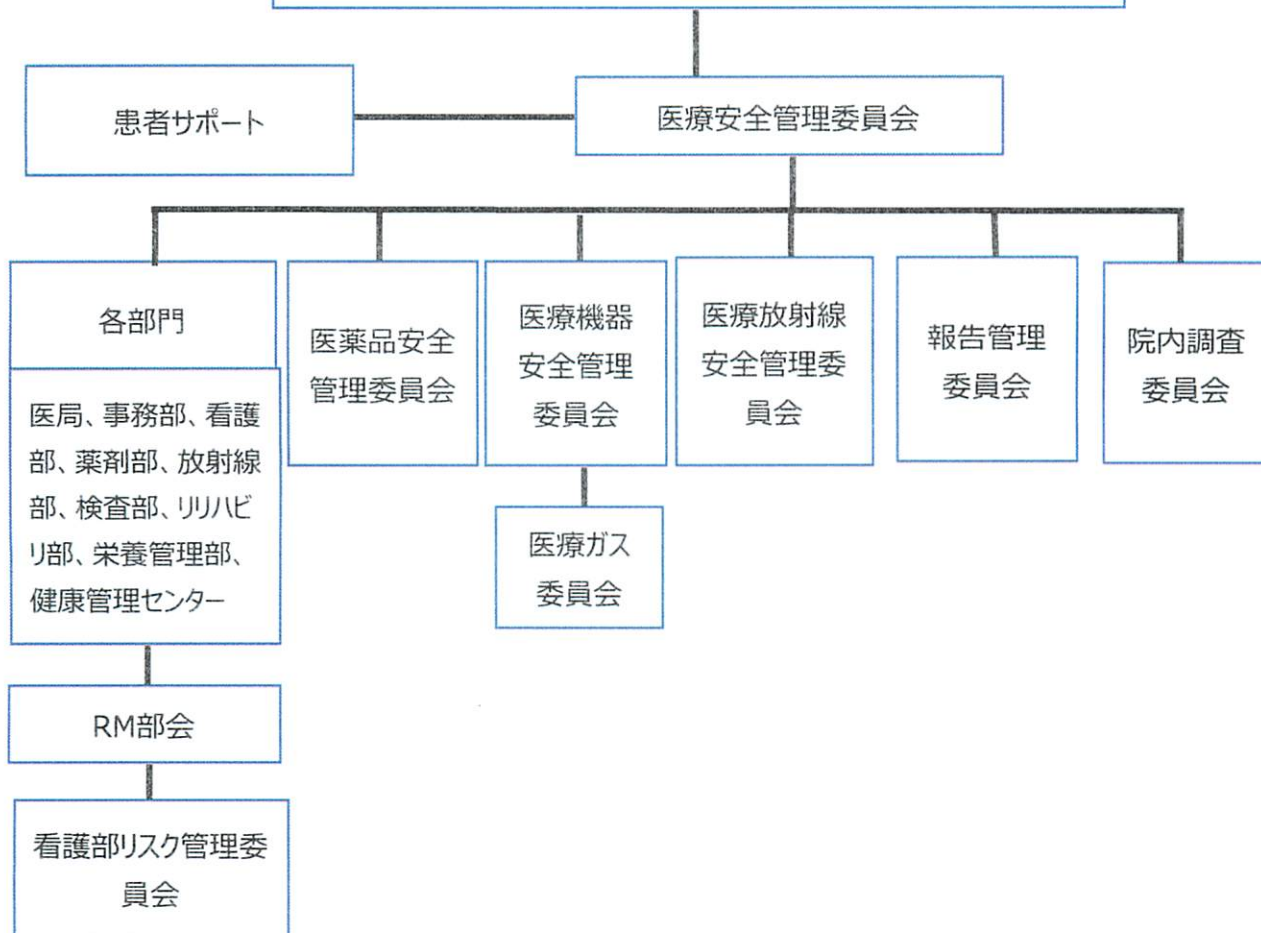 患者サポート
医療安全管理委員会
各部門
医局、事務部、看護
部、薬剤部、放射線
部、検査部、リリハビ
リ部、栄養管理部、
健康管理センター
RM部会
看護部リスク管理委
員会
医薬品安全
管理委員会
医療機器
安全管理
委員会
医療ガス
委員会
医療放射線
安全管理委
員会
報告管理
委員会
院内調査
委員会